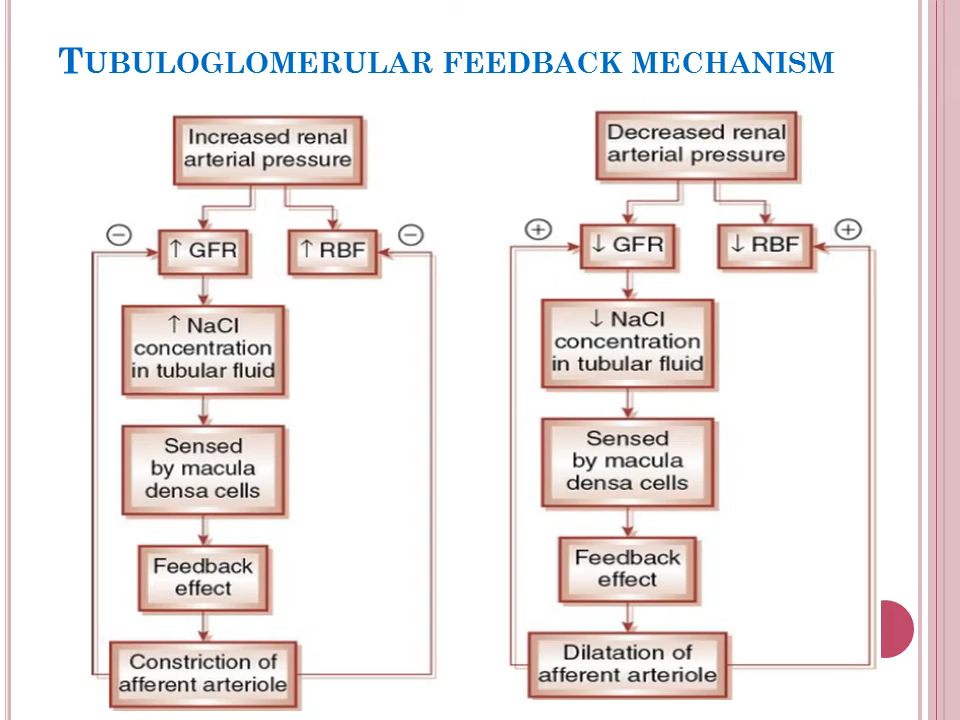 TUBULOGLOMERULAR FEEDBACK MECHANISM
Increased renal
arterial pressure
−
↑ GFR
↑ RBF
−
↑ NaCl
concentration
in tubular fluid
Sensed
by macula
densa cells
Feedback
effect
Constriction of
afferent arteriole
Decreased renal
arterial pressure
+
↓ GFR
↓ RBF
+
↓ NaCl
concentration
in tubular fluid
Sensed
by macula
densa cells
Feedback
effect
Dilatation of
afferent arteriole